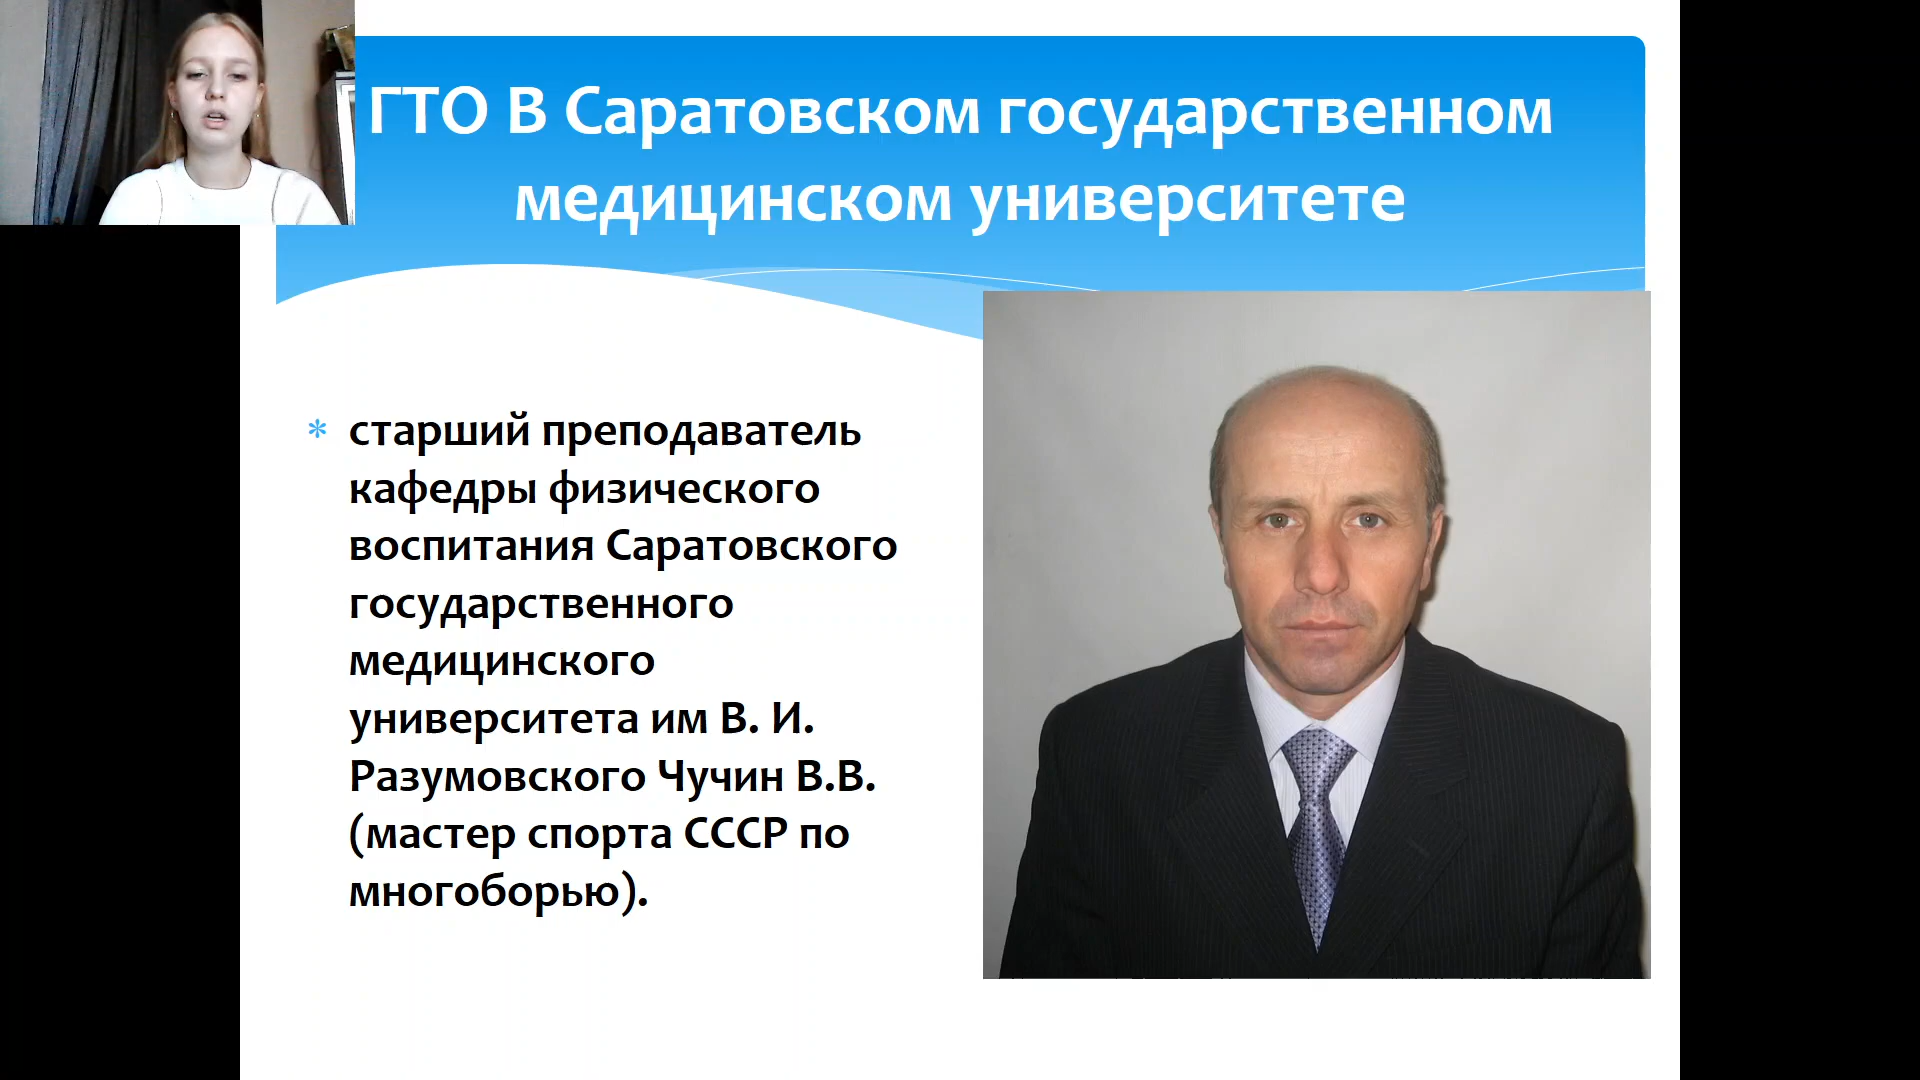 ГТО В Саратовском государственном
медицинском университете
* старший преподаватель
кафедры физического
воспитания Саратовского
государственного
медицинского
университета им В. И.
Разумовского Чучин В.В.
(мастер спорта СССР по
многоборью).